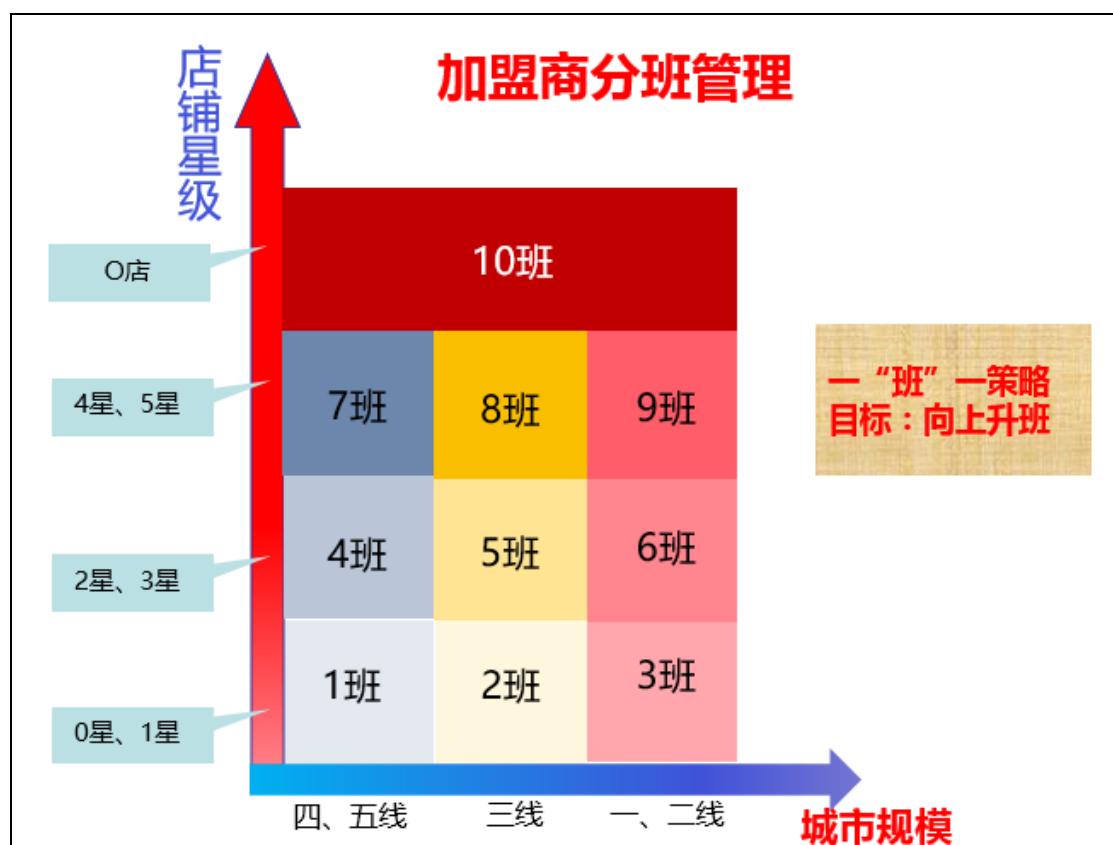 加盟商分班管理
店铺星级
O店
10班
4星、5星
7班
8班
9班
一“班”一策略
目标：向上升班
2星、3星
4班
5班
6班
0星、1星
1班
2班
3班
四、五线
三线
一、二线
城市规模